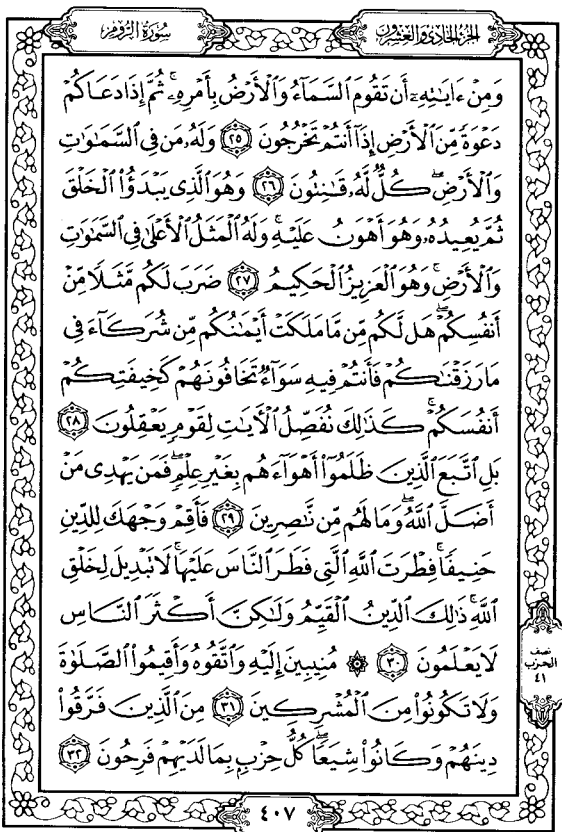 الجزء الحادي والعشرون
سورة الروم
وَمِنْ ءَايَٰتِهِۦٓ أَن تَقُومَ ٱلسَّمَآءُ وَٱلْأَرْضُ بِأَمْرِهِۦ ۚ ثُمَّ إِذَا دَعَاكُمْ
دَعْوَةً مِّنَ ٱلْأَرْضِ إِذَآ أَنتُمْ تَخْرُجُونَ ﴿٢٥﴾ وَلَهُۥ مَن فِى ٱلسَّمَٰوَٰتِ
وَٱلْأَرْضِ ۖ كُلٌّ لَّهُۥ قَٰنِتُونَ ﴿٢٦﴾ وَهُوَ ٱلَّذِى يَبْدَؤُا۟ ٱلْخَلْقَ
ثُمَّ يُعِيدُهُۥ وَهُوَ أَهْوَنُ عَلَيْهِ ۚ وَلَهُ ٱلْمَثَلُ ٱلْأَعْلَىٰ فِى ٱلسَّمَٰوَٰتِ
وَٱلْأَرْضِ ۚ وَهُوَ ٱلْعَزِيزُ ٱلْحَكِيمُ ﴿٢٧﴾ ضَرَبَ لَكُم مَّثَلًا مِّنْ
أَنفُسِكُمْ ۖ هَل لَّكُم مِّن مَّا مَلَكَتْ أَيْمَٰنُكُم مِّن شُرَكَآءَ فِى
مَا رَزَقْنَٰكُمْ فَأَنتُمْ فِيهِ سَوَآءٌ تَخَافُونَهُمْ كَخِيفَتِكُمْ
أَنفُسَكُمْ ۚ كَذَٰلِكَ نُفَصِّلُ ٱلْءَايَٰتِ لِقَوْمٍ يَعْقِلُونَ ﴿٢٨﴾
بَلِ ٱتَّبَعَ ٱلَّذِينَ ظَلَمُوٓا۟ أَهْوَآءَهُم بِغَيْرِ عِلْمٍ ۖ فَمَن يَهْدِى مَنْ
أَضَلَّ ٱللَّهُ ۖ وَمَا لَهُم مِّن نَّٰصِرِينَ ﴿٢٩﴾ فَأَقِمْ وَجْهَكَ لِلدِّينِ
حَنِيفًا ۚ فِطْرَتَ ٱللَّهِ ٱلَّتِى فَطَرَ ٱلنَّاسَ عَلَيْهَا ۚ لَا تَبْدِيلَ لِخَلْقِ
ٱللَّهِ ۚ ذَٰلِكَ ٱلدِّينُ ٱلْقَيِّمُ وَلَٰكِنَّ أَكْثَرَ ٱلنَّاسِ
لَا يَعْلَمُونَ ﴿٣٠﴾ ۞ مُنِيبِينَ إِلَيْهِ وَٱتَّقُوهُ وَأَقِيمُوا۟ ٱلصَّلَوٰةَ
وَلَا تَكُونُوا۟ مِنَ ٱلْمُشْرِكِينَ ﴿٣١﴾ مِنَ ٱلَّذِينَ فَرَّقُوا۟
دِينَهُمْ وَكَانُوا۟ شِيَعًا ۖ كُلُّ حِزْبٍۭ بِمَا لَدَيْهِمْ فَرِحُونَ ﴿٣٢﴾
نصف
الحزب
٤١
٤٠٧